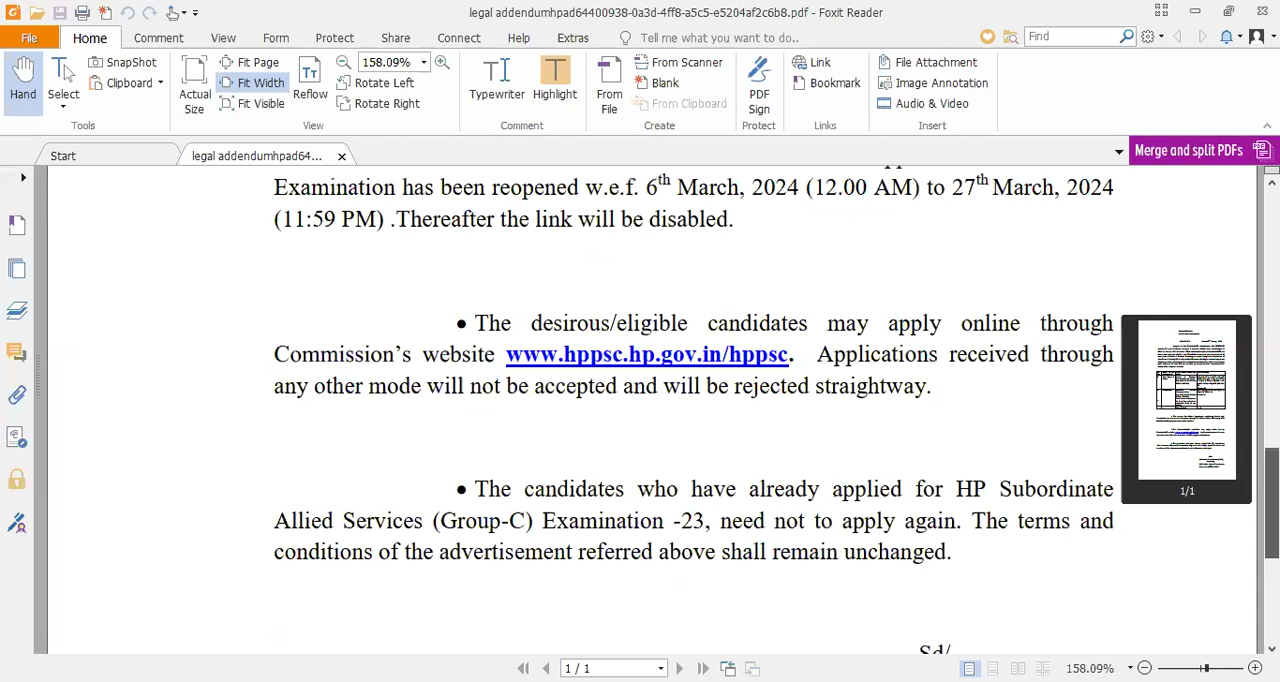 legal addendumhpad64400938-0a3d-4ff8-a5c5-e5204af2c6b8.pdf - Foxit Reader
File Home Comment View Form Protect Share Connect Help Extras Tell me what you want to do.. Find
Hand
Select
SnapShot
Clipboard
Tools
Actual Size
Fit Page
Fit Width
Fit Visible
Reflow
158.09%
Rotate Left
Rotate Right
View
Typewriter
Highlight
Comment
From File
From Scanner
Blank
From Clipboard
Create
PDF Sign
Protect
Link
Bookmark
Links
File Attachment
Image Annotation
Audio & Video
Insert
Start
legal addendumhpad64...
Merge and split PDFs
Examination has been reopened w.e.f. 6th March, 2024 (12.00 AM) to 27th March, 2024
(11:59 PM) .Thereafter the link will be disabled.
• The desirous/eligible candidates may apply online through
Commission’s website www.hppsc.hp.gov.in/hppsc. Applications received through
any other mode will not be accepted and will be rejected straightway.
• The candidates who have already applied for HP Subordinate
Allied Services (Group-C) Examination -23, need not to apply again. The terms and
conditions of the advertisement referred above shall remain unchanged.
Sd/
1/1
1 / 1
158.09%